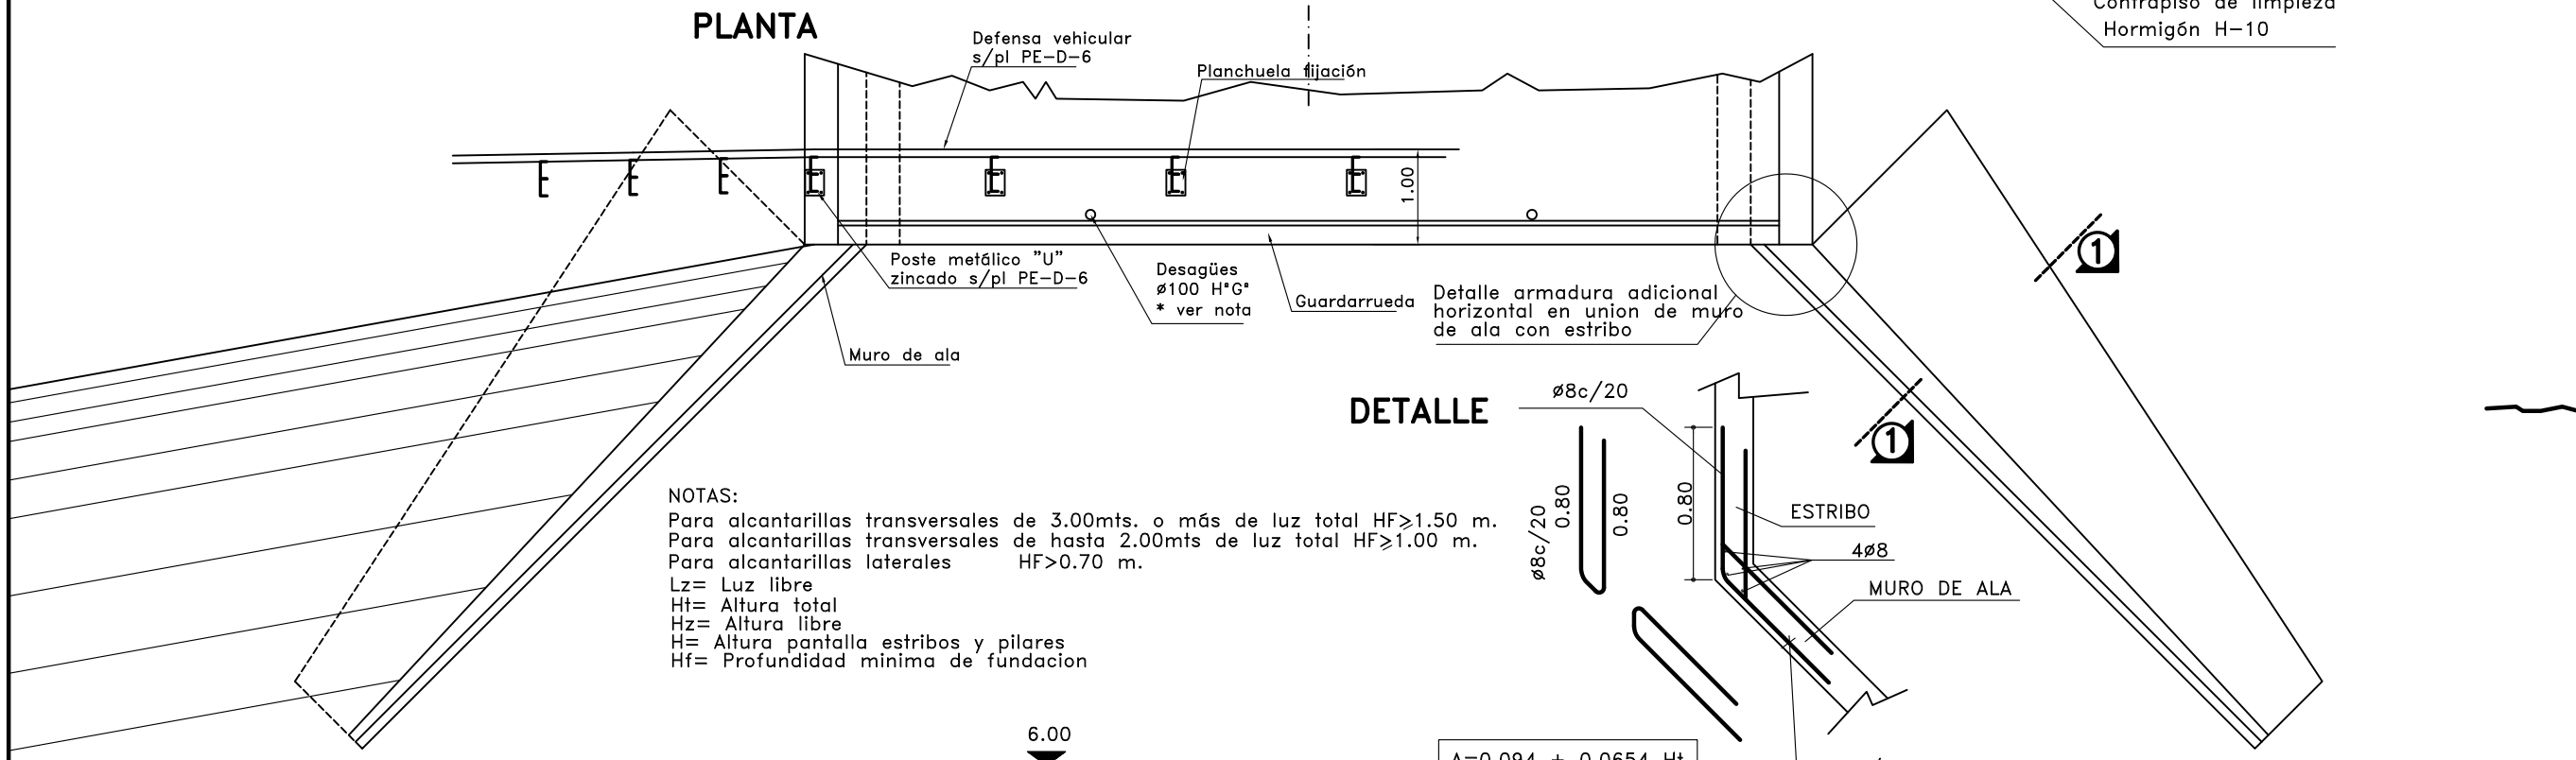 Contrapiso de limpieza
Hormigón H-10
PLANTA
Defensa vehicular
s/pl PE-D-6
Planchuela fijación
1.00
Poste metálico "U"
zincado s/pl PE-D-6
Desagües
ø100 H°G°
* ver nota
Guardarrueda
Detalle armadura adicional
horizontal en union de muro
de ala con estribo
Muro de ala
1
1
DETALLE
ø8c/20
ø8c/20
0.80
0.80
0.80
ESTRIBO
4ø8
MURO DE ALA
NOTAS:
Para alcantarillas transversales de 3.00mts. o más de luz total HF⩾1.50 m.
Para alcantarillas transversales de hasta 2.00mts de luz total HF⩾1.00 m.
Para alcantarillas laterales HF>0.70 m.
Lz= Luz libre
Ht= Altura total
Hz= Altura libre
H= Altura pantalla estribos y pilares
Hf= Profundidad minima de fundacion
6.00
A=0.094 + 0.0654 Ht